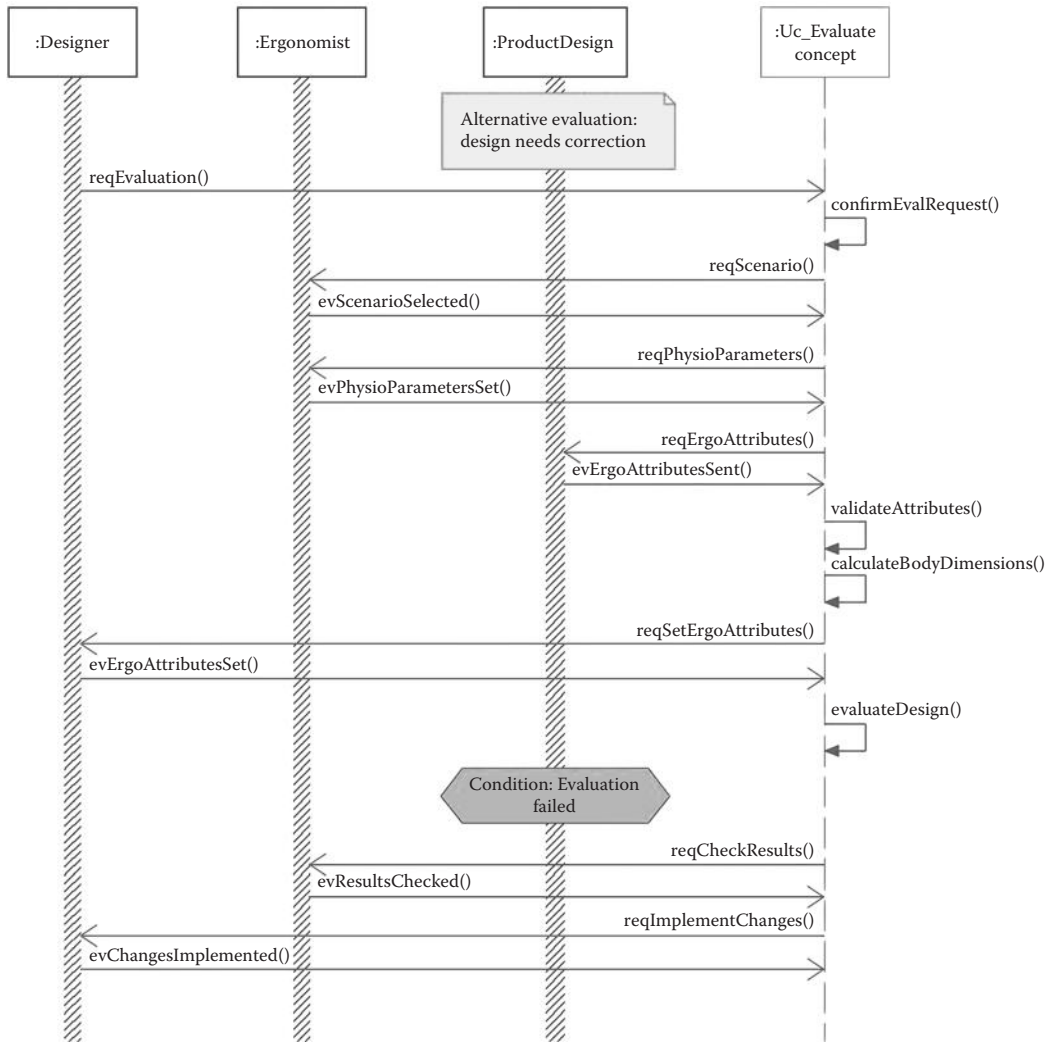 :Designer
:Ergonomist
:ProductDesign
:Uc_Evaluate
concept
Alternative evaluation:
design needs correction
reqEvaluation()
confirmEvalRequest()
reqScenario()
evScenarioSelected()
reqPhysioParameters()
evPhysioParametersSet()
reqErgoAttributes()
evErgoAttributesSent()
validateAttributes()
calculateBodyDimensions()
reqSetErgoAttributes()
evErgoAttributesSet()
evaluateDesign()
Condition: Evaluation
failed
reqCheckResults()
evResultsChecked()
reqImplementChanges()
evChangesImplemented()